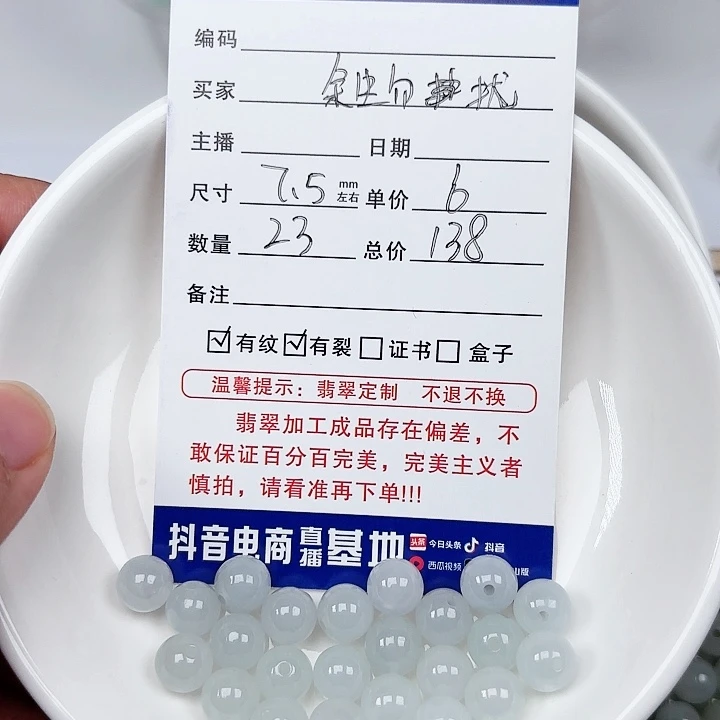 编码
买家
主播 日期
尺寸 7.5 mm左右 单价 6
数量 23 总价 138
备注
☑有纹☑有裂☐证书☐ 盒子
温馨提示：翡翠定制 不退不换
翡翠加工成品存在偏差，不
敢保证百分百完美，完美主义者
慎拍，请看准再下单!!!
抖音电商直播基地 头条 今日头条 抖音
西瓜视频